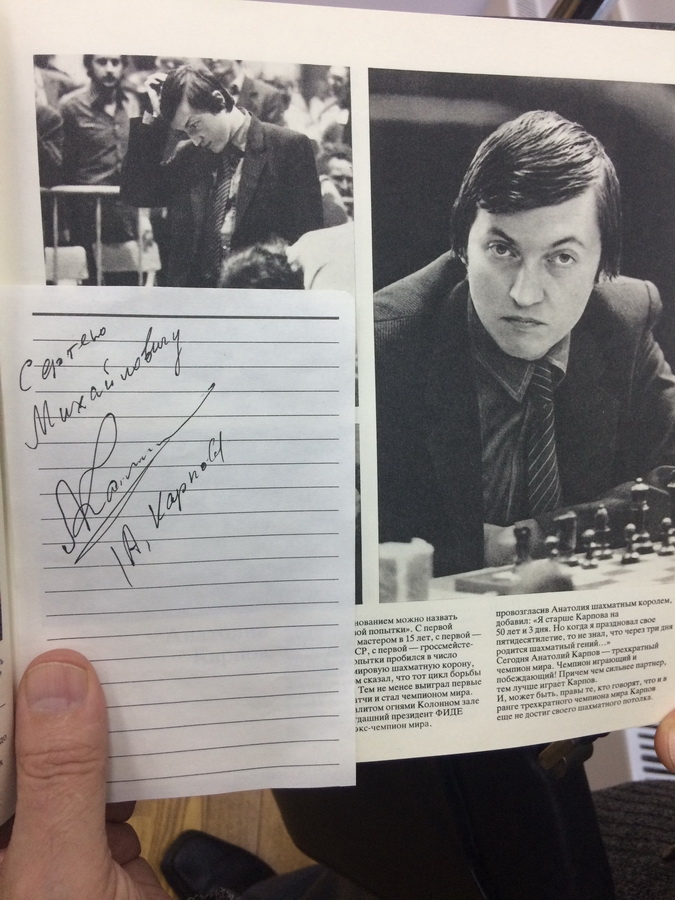 Сергею
Михайловичу
/А. Карпов/
нованием можно назвать
вой попытки». С первой
мастером в 15 лет, с первой —
СР, с первой — гроссмейсте-
опытки пробился в число
мировую шахматную корону,
м сказал, что тот цикл борьбы
Тем не менее выиграл первые
атчи и стал чемпионом мира.
алитом огнями Колонном зале
гдашний президент ФИДЕ
экс-чемпион мира.
провозгласив Анатолия шахматным королем,
добавил: «Я старше Карпова на
50 лет и 3 дня. Но когда я праздновал свое
пятидесятилетие, то не знал, что через три дня
родится шахматный гений...»
Сегодня Анатолий Карпов — трехкратный
чемпион мира. Чемпион играющий и
побеждающий! Причем чем сильнее партнер,
тем лучше играет Карпов.
И, может быть, правы те, кто говорят, что и в
ранге трехкратного чемпиона мира Карпов
еще не достиг своего шахматного потолка.